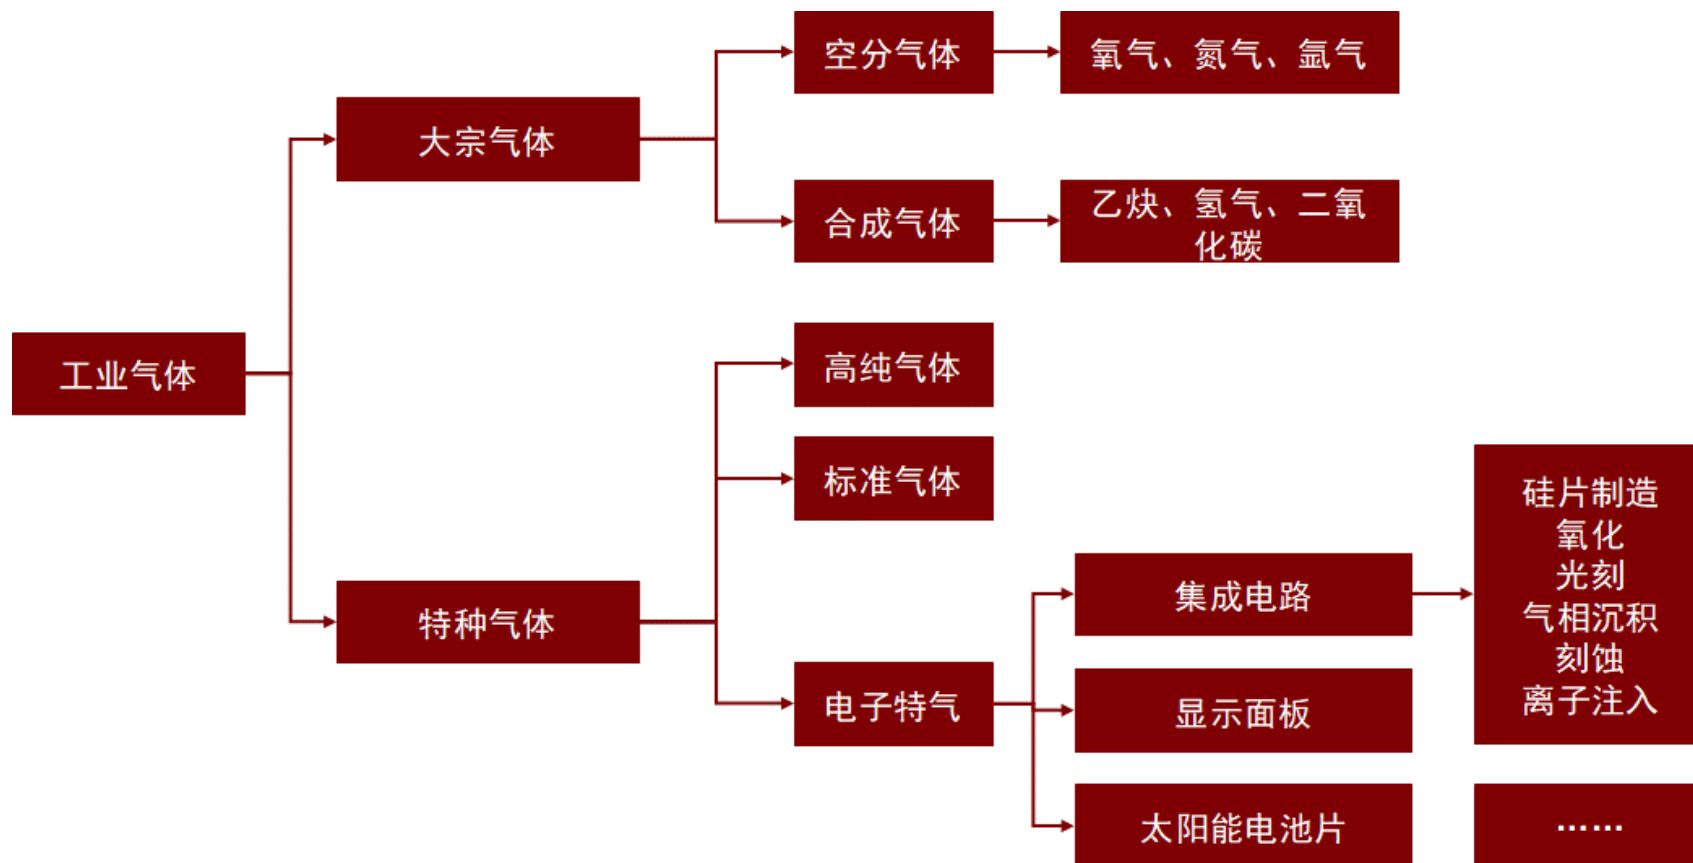 空分气体
氧气、氮气、氩气
大宗气体
合成气体
乙炔、氢气、二氧
化碳
工业气体
高纯气体
标准气体
特种气体
电子特气
集成电路
硅片制造
氧化
光刻
气相沉积
刻蚀
离子注入
显示面板
太阳能电池片
……